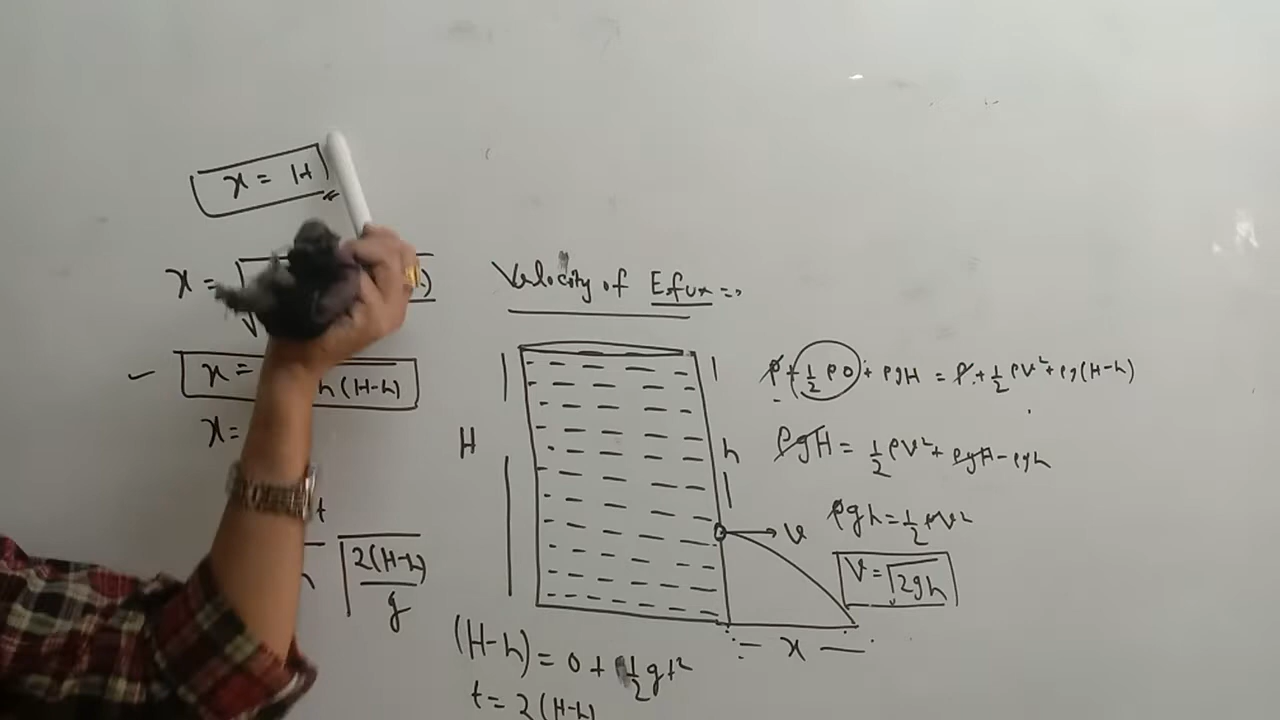 x = H
x = √
x = h(H-h)
x =
t
√2(H-h)/g
Velocity of Efux =>
H
h
v
x
P + 1/2 ρ0 + ρgH = P + 1/2 ρv² + ρg(H-h)
ρgH = 1/2 ρv² + ρgH - ρgh
ρgh = 1/2 ρv²
v = √2gh
(H-h) = 0 + 1/2 gt²
t = 2(H-h)